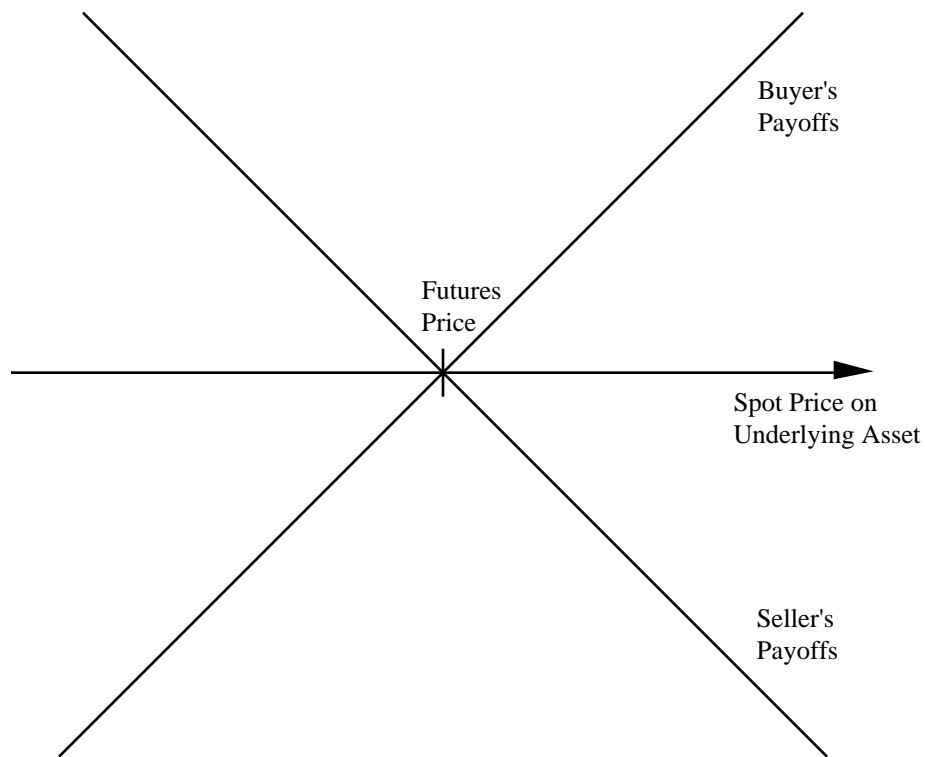 Buyer's
Payoffs
Futures
Price
Spot Price on
Underlying Asset
Seller's
Payoffs